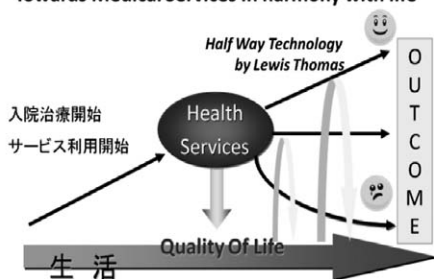 Towards Medical Services in harmony with life
Half Way Technology
by Lewis Thomas
入院治療開始
サービス利用開始
Health
Services
OUTCOME
Quality Of Life
生 活